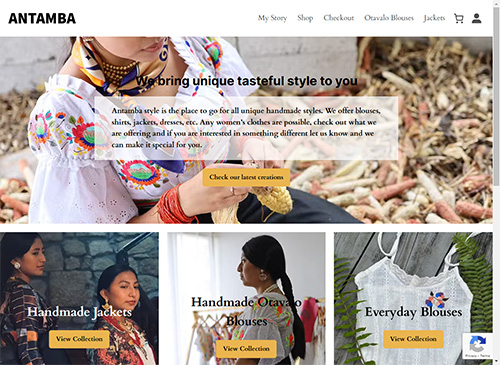 ANTAMBA
My Story Shop Checkout Otavalo Blouses Jackets
We bring unique tasteful style to you
Antamba style is the place to go for all unique handmade styles. We offer blouses,
shirts, jackets, dresses, etc. Any women's clothes are possible, check out what we
are offering and if you are interested in something different let us know and we
can make it special for you.
Check our latest creations
Handmade Jackets
View Collection
Handmade Otavalo
Blouses
View Collection
Everyday Blouses
View Collection
Privacy - Terms